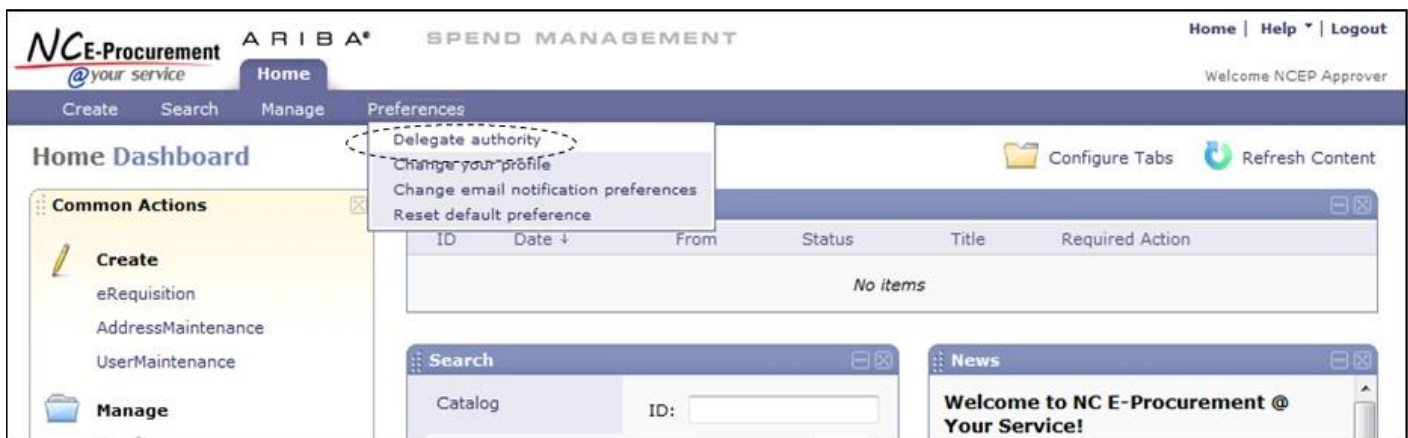 NCE-Procurement
@your service
ARIBA® SPEND MANAGEMENT
Home | Help | Logout
Home
Welcome NCEP Approver
Create Search Manage Preferences
Delegate authority
Change your profile
Change email notification preferences
Reset default preference
Home Dashboard
Configure Tabs Refresh Content
Common Actions
ID Date ↓ From Status Title Required Action
No items
Create
eRequisition
AddressMaintenance
UserMaintenance
Manage
Search
Catalog
ID:
News
Welcome to NC E-Procurement @
Your Service!